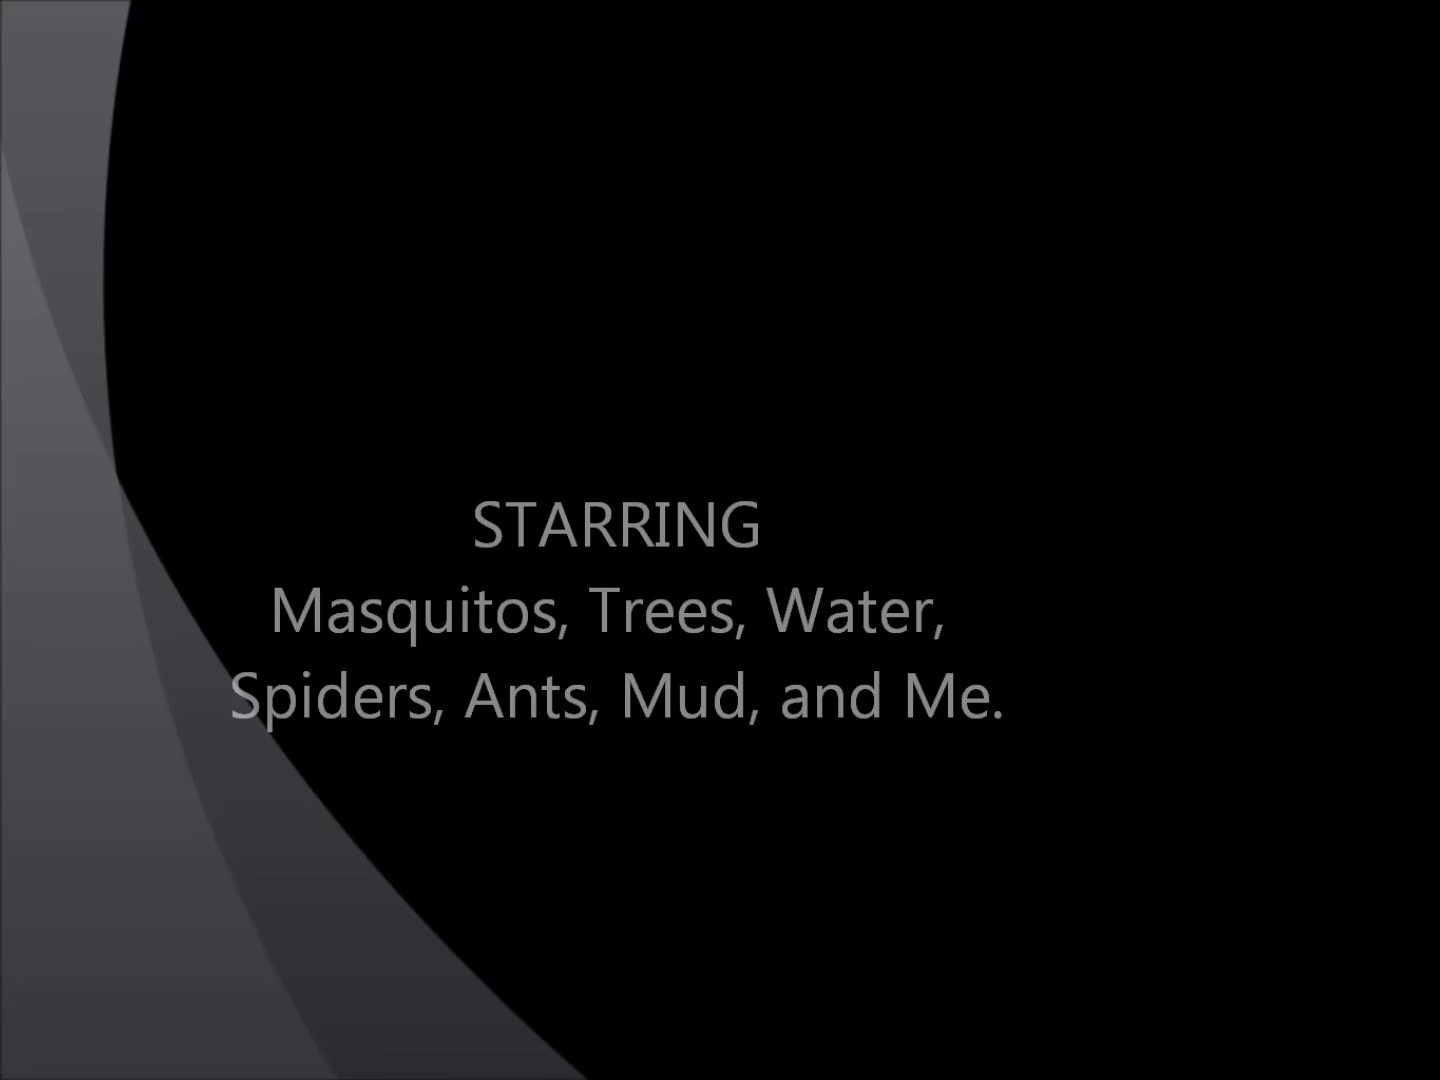 STARRING
Masquitos, Trees, Water,
Spiders, Ants, Mud, and Me.